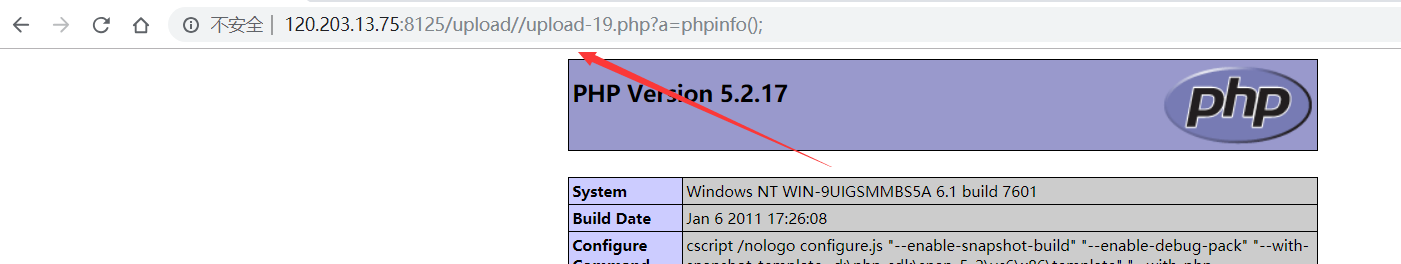 不安全 | 120.203.13.75:8125/upload//upload-19.php?a=phpinfo();
PHP Version 5.2.17
php
System Windows NT WIN-9UIGSMMBS5A 6.1 build 7601
Build Date Jan 6 2011 17:26:08
Configure cscript /nologo configure.js "--enable-snapshot-build" "--enable-debug-pack" "--with-